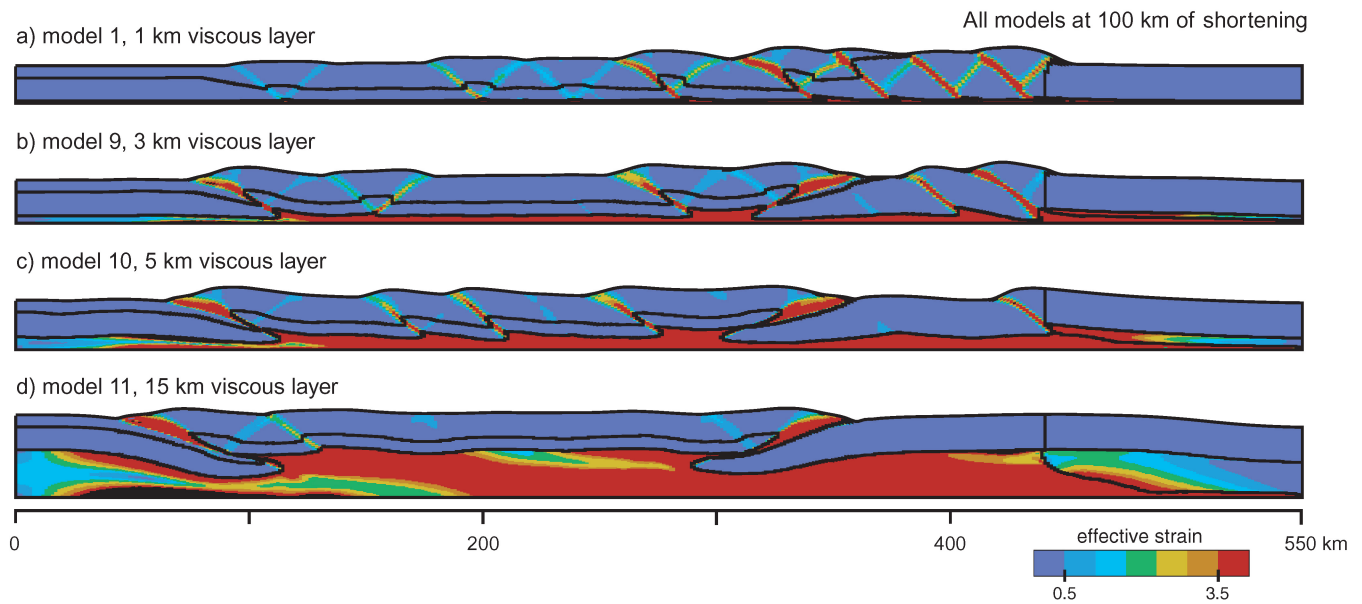 All models at 100 km of shortening
a) model 1, 1 km viscous layer
b) model 9, 3 km viscous layer
c) model 10, 5 km viscous layer
d) model 11, 15 km viscous layer
0
200
400
550 km
effective strain
0.5
3.5